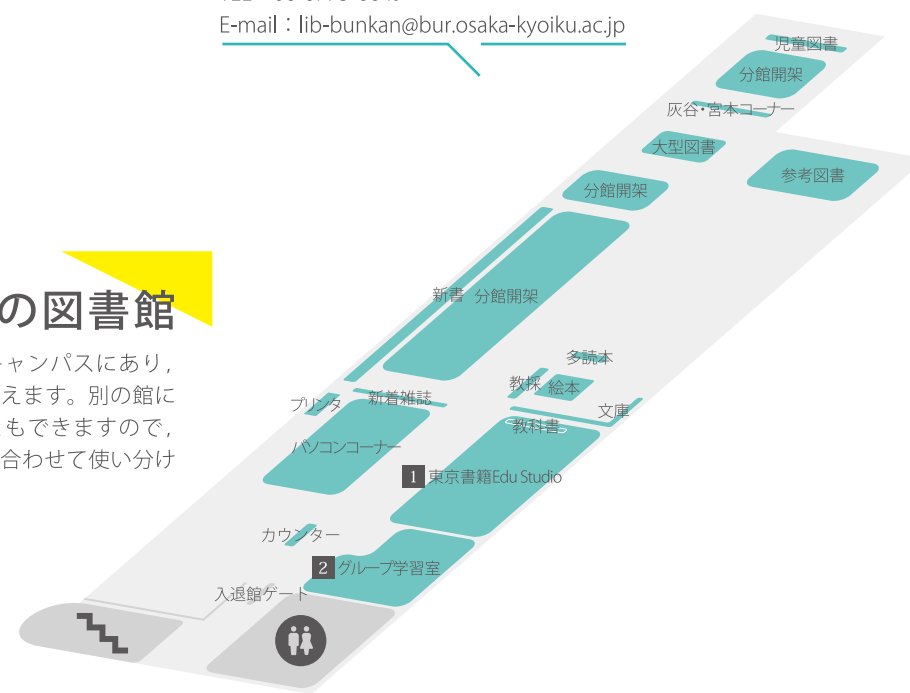 E-mail：lib-bunkan@bur.osaka-kyoiku.ac.jp
児童図書
分館開架
灰谷・宮本コーナー
大型図書
参考図書
分館開架
新書
分館開架
の図書館
キャンパスにあり，
えます。別の館に
もできますので，
合わせて使い分け
多読本
教採
絵本
文庫
プリンタ
新着雑誌
教科書
パソコンコーナー
1 東京書籍Edu Studio
カウンター
2 グループ学習室
入退館ゲート